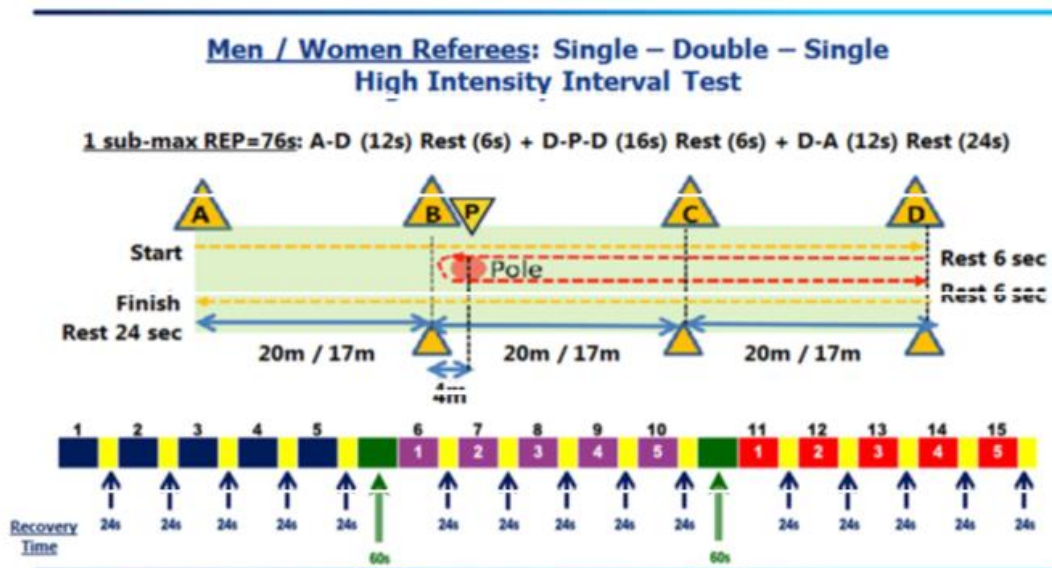 Men / Women Referees: Single – Double – Single
High Intensity Interval Test
1 sub-max REP=76s: A-D (12s) Rest (6s) + D-P-D (16s) Rest (6s) + D-A (12s) Rest (24s)
A B P C D
Start
Rest 6 sec
Pole
Finish
Rest 6 sec
Rest 24 sec
20m / 17m 20m / 17m 20m / 17m
4m
1 2 3 4 5 6 7 8 9 10 11 12 13 14 15
1 2 3 4 5 1 2 3 4 5
Recovery
Time
24s 24s 24s 24s 24s 24s 24s 24s 24s 24s 24s 24s 24s 24s 24s
60s 60s